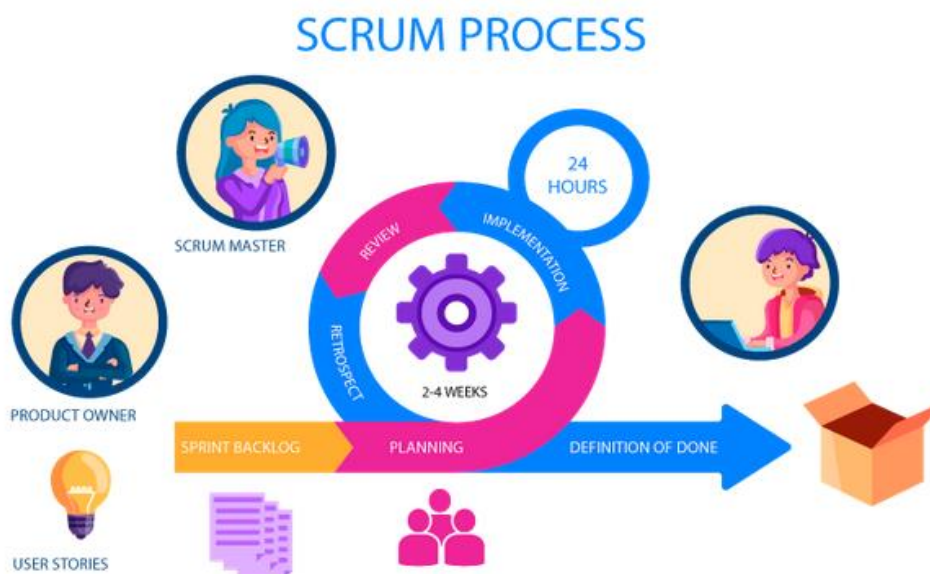 SCRUM PROCESS
24
HOURS
SCRUM MASTER
REVIEW
IMPLEMENTATION
RETROSPECT
2-4 WEEKS
PRODUCT OWNER
SPRINT BACKLOG
PLANNING
DEFINITION OF DONE
USER STORIES